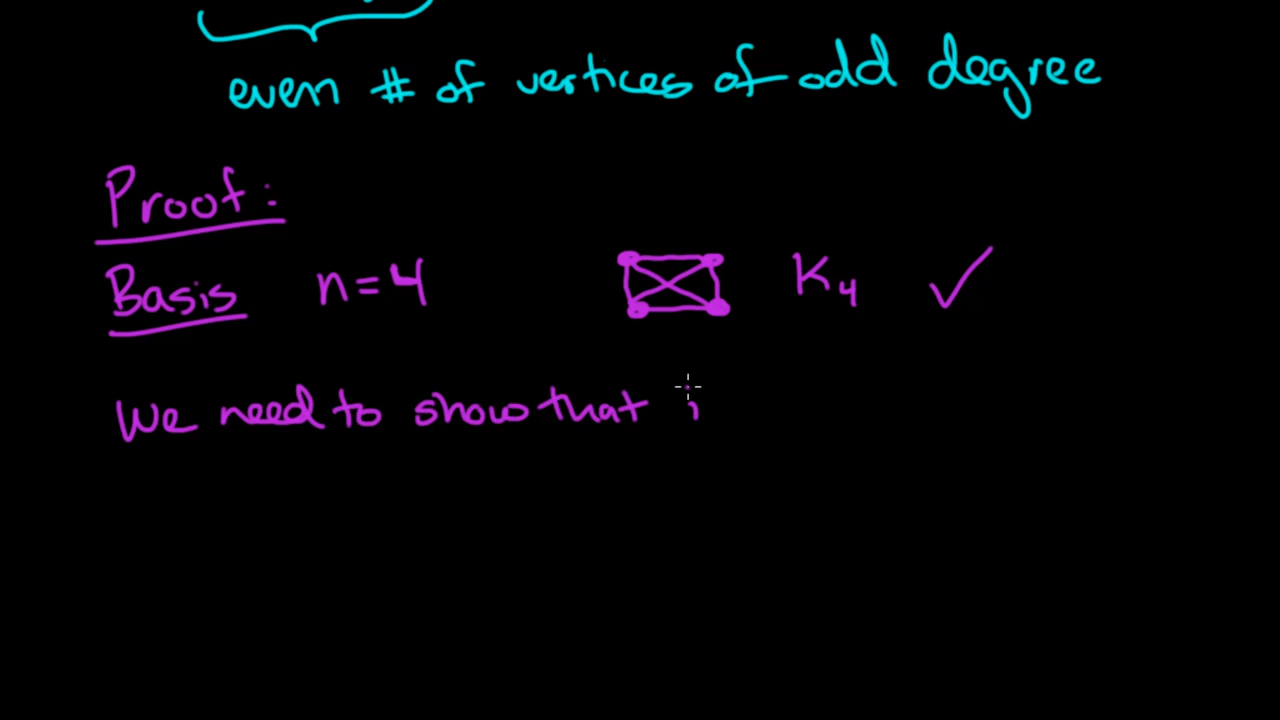 even # of vertices of odd degree
Proof:
Basis n=4 K4 ✓
We need to show that i